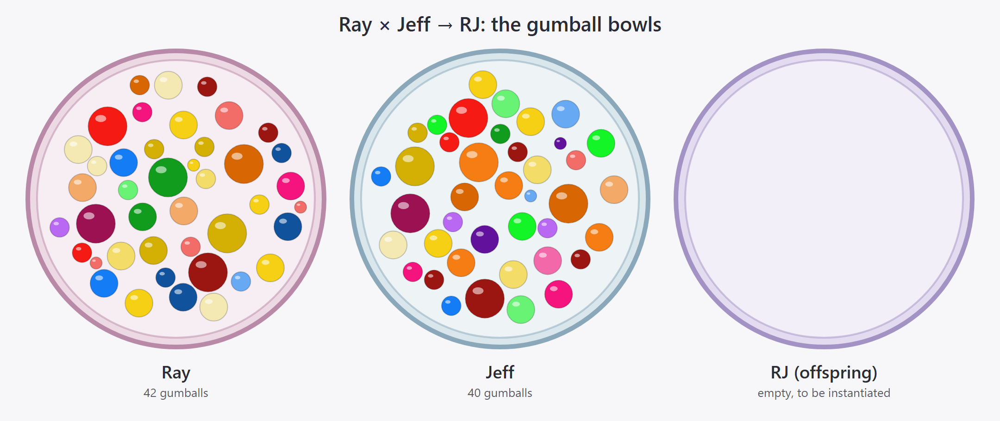 Ray × Jeff → RJ: the gumball bowls
Ray
42 gumballs
Jeff
40 gumballs
RJ (offspring)
empty, to be instantiated